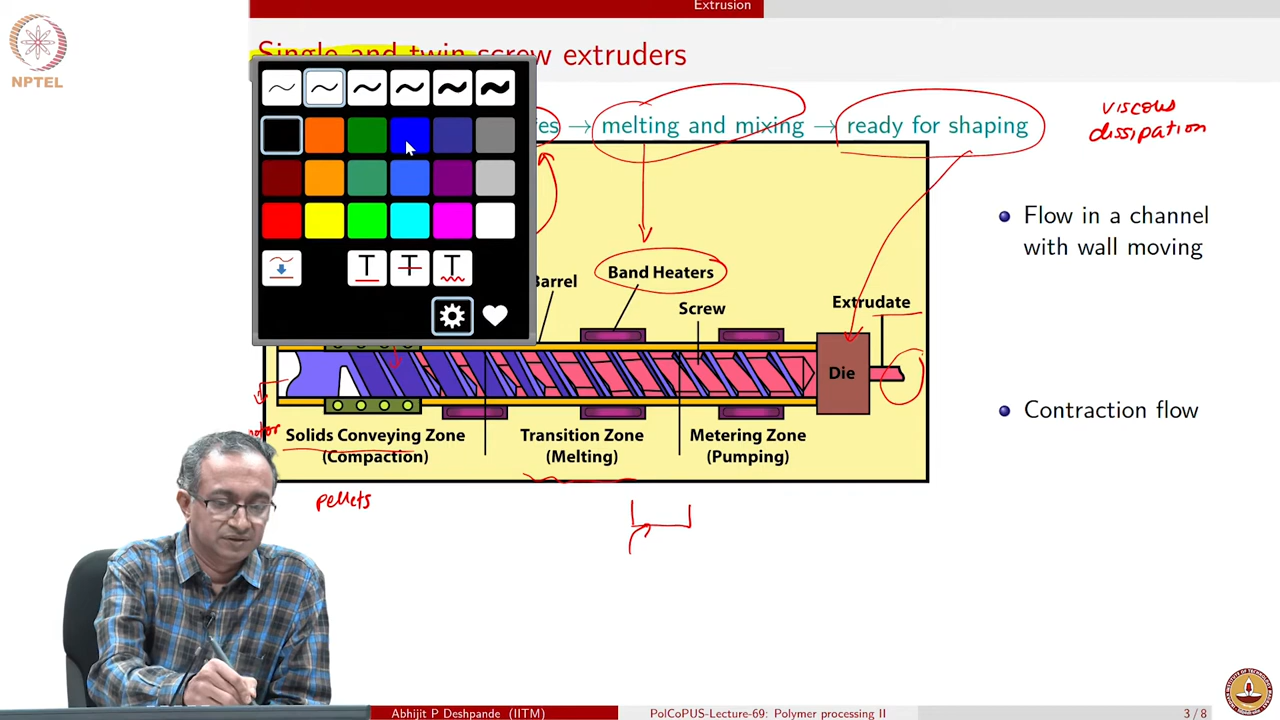 Extrusion
NPTEL
Single and twin screw extruders
→ melting and mixing → ready for shaping
viscous
dissipation
Flow in a channel
with wall moving
Barrel
Band Heaters
Screw
Extrudate
Die
Contraction flow
Solids Conveying Zone
(Compaction)
Transition Zone
(Melting)
Metering Zone
(Pumping)
pellets
T T T
Abhijit P Deshpande (IITM)
PolCoPUS-Lecture-69: Polymer processing II
3/8